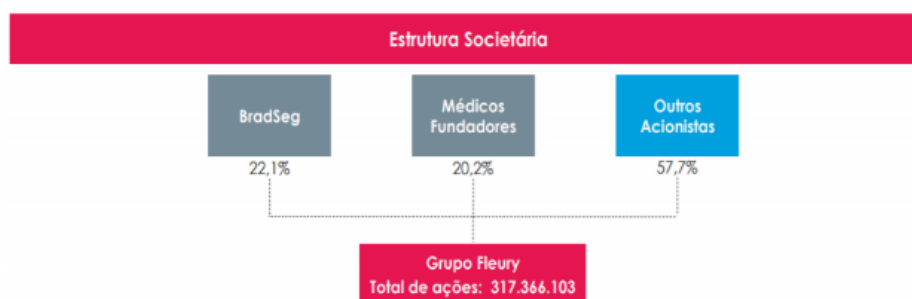 Estrutura Societária
BradSeg
Médicos
Fundadores
Outros
Acionistas
22,1%
20,2%
57,7%
Grupo Fleury
Total de ações: 317.366.103